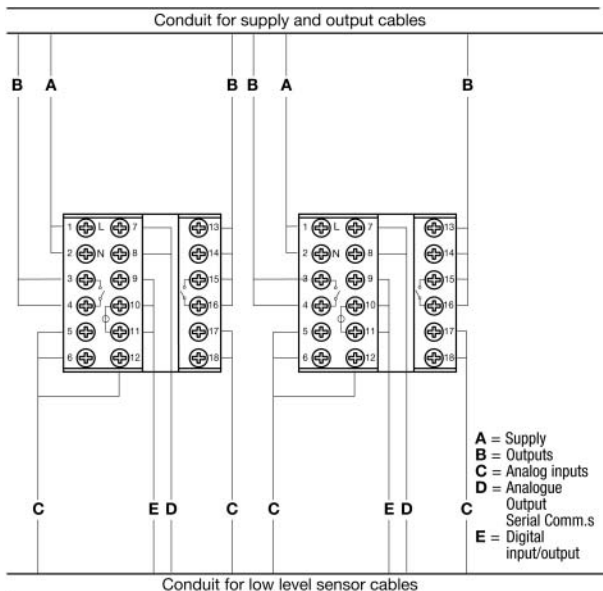 Conduit for supply and output cables
B A B B A B
1 L 7 13 1 L 7 13
2 N 8 14 2 N 8 14
3 9 15 3 9 15
4 10 16 4 10 16
5 11 17 5 11 17
6 12 18 6 12 18
A = Supply
B = Outputs
C = Analog inputs
D = Analogue
Output
Serial Comm.s
E = Digital
input/output
C E D C C E D C
Conduit for low level sensor cables